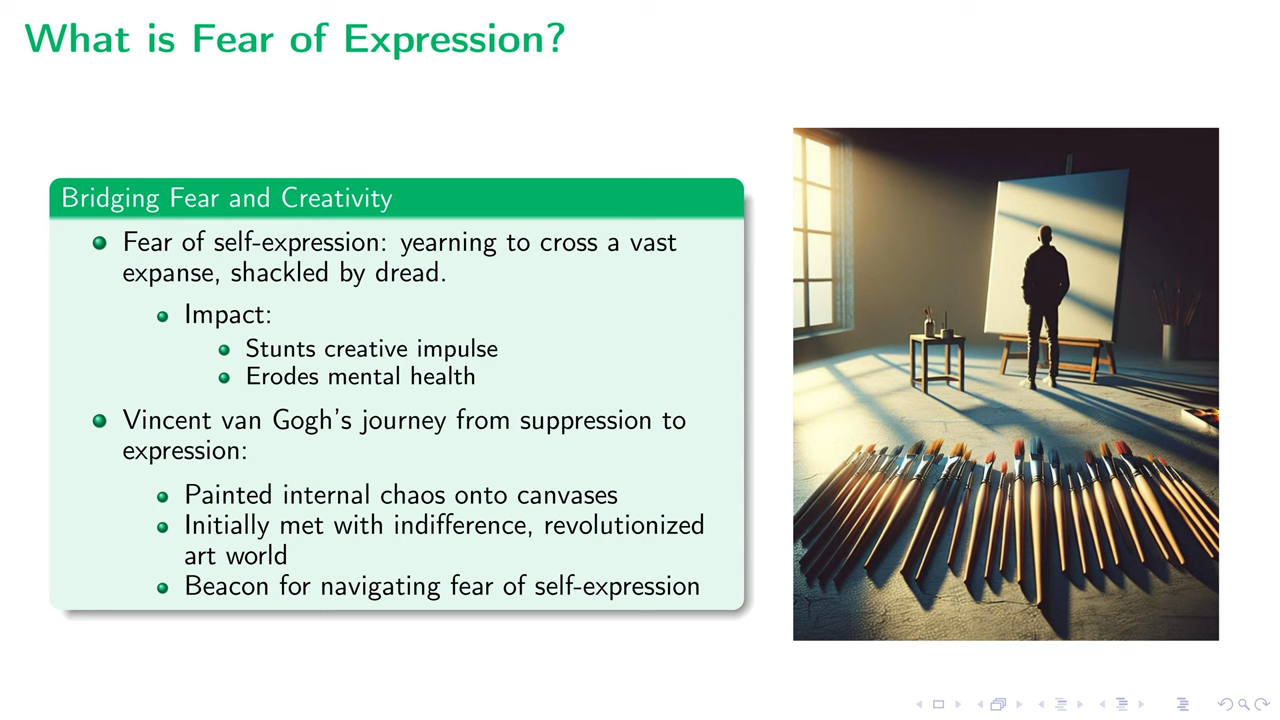 What is Fear of Expression?
Bridging Fear and Creativity
Fear of self-expression: yearning to cross a vast
expanse, shackled by dread.
Impact:
Stunts creative impulse
Erodes mental health
Vincent van Gogh's journey from suppression to
expression:
Painted internal chaos onto canvases
Initially met with indifference, revolutionized
art world
Beacon for navigating fear of self-expression